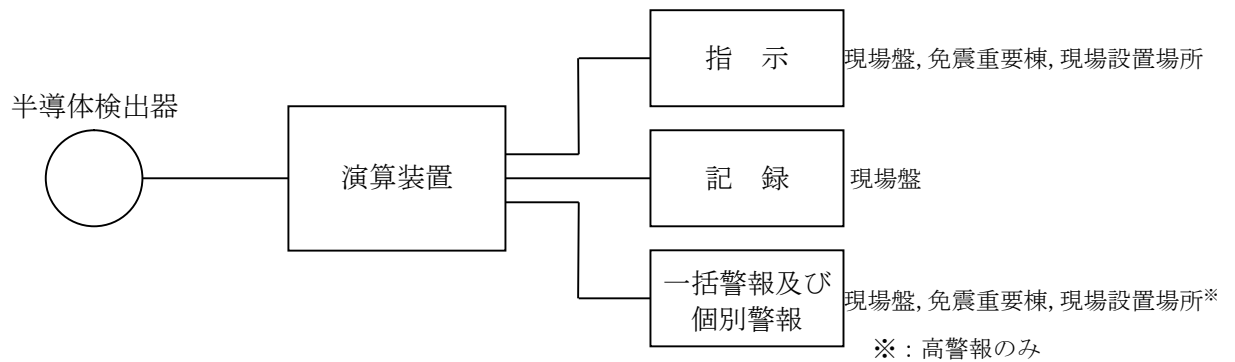 指 示
現場盤, 免震重要棟, 現場設置場所
半導体検出器
演算装置
記 録
現場盤
一括警報及び
個別警報
現場盤, 免震重要棟, 現場設置場所※
※：高警報のみ